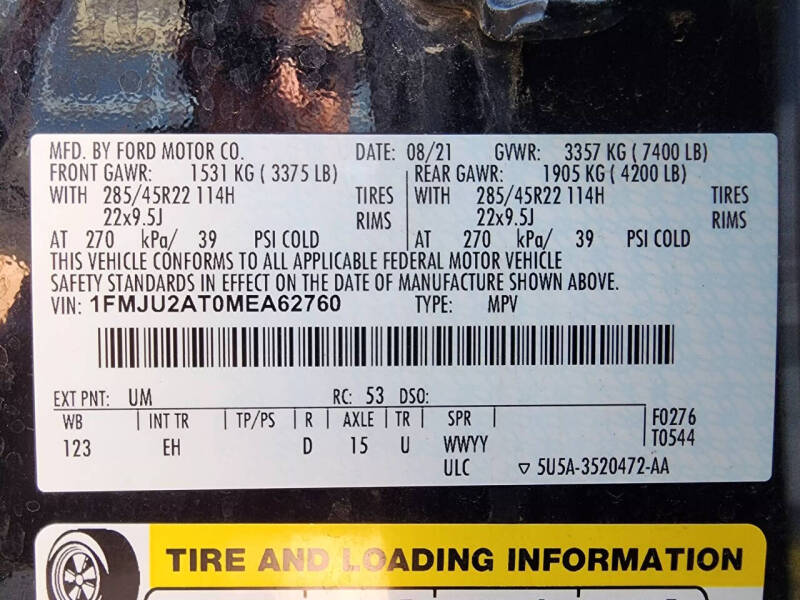 MFD. BY FORD MOTOR CO. DATE: 08/21 GVWR: 3357 KG ( 7400 LB)
FRONT GAWR: 1531 KG ( 3375 LB) REAR GAWR: 1905 KG ( 4200 LB)
WITH 285/45R22 114H TIRES WITH 285/45R22 114H TIRES
22x9.5J RIMS 22x9.5J RIMS
AT 270 kPa/ 39 PSI COLD AT 270 kPa/ 39 PSI COLD
THIS VEHICLE CONFORMS TO ALL APPLICABLE FEDERAL MOTOR VEHICLE
SAFETY STANDARDS IN EFFECT ON THE DATE OF MANUFACTURE SHOWN ABOVE.
VIN: 1FMJU2AT0MEA62760 TYPE: MPV
EXT PNT: UM RC: 53 DSO:
WB INT TR TP/PS R AXLE TR SPR F0276
123 EH D 15 U WWYY T0544
ULC ▽ 5U5A-3520472-AA
TIRE AND LOADING INFORMATION